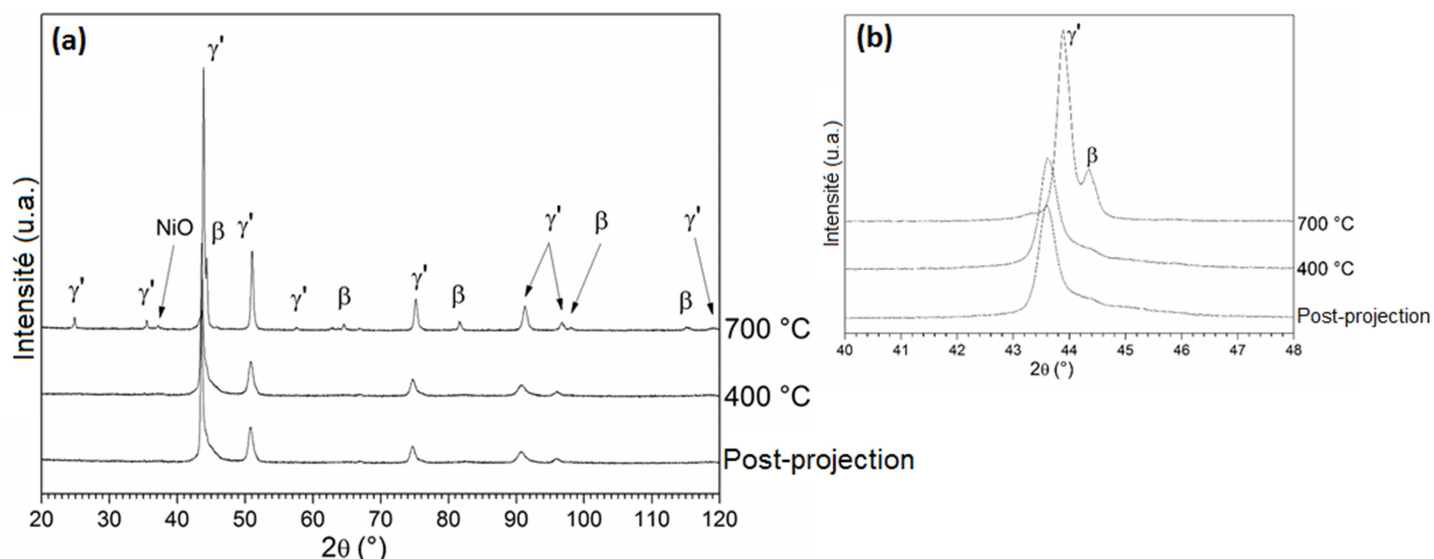 (a)
γ'
Intensité (u.a.)
NiO
β
γ'
γ'
γ'
γ'
β
γ'
β
γ'
β
β
γ'
700 °C
400 °C
Post-projection
20 30 40 50 60 70 80 90 100 110 120
2θ (°)
(b)
γ'
β
Intensité (u.a.)
700 °C
400 °C
Post-projection
40 41 42 43 44 45 46 47 48
2θ (°)